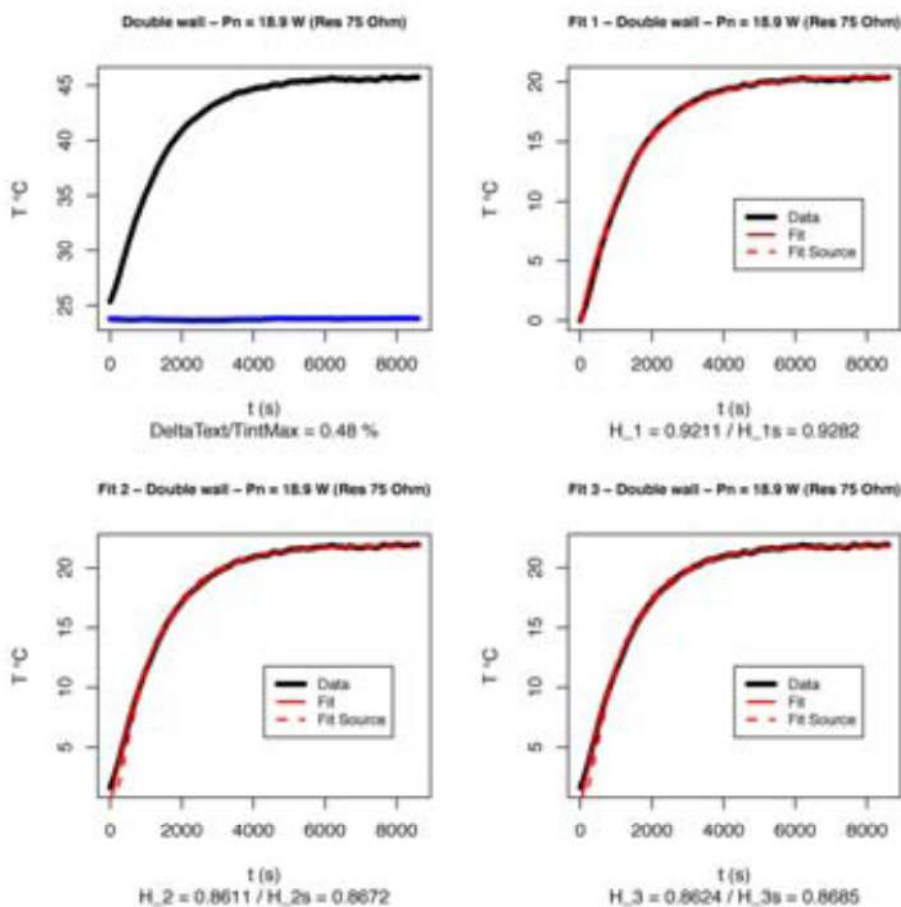 Double wall – Pn = 18.9 W (Res 75 Ohm)
T °C
45
40
35
30
25
0 2000 4000 6000 8000
t (s)
DeltaText/TintMax = 0.48 %
Fit 1 – Double wall – Pn = 18.9 W (Res 75 Ohm)
T °C
20
15
10
5
0
Data
Fit
Fit Source
0 2000 4000 6000 8000
t (s)
H_1 = 0.9211 / H_1s = 0.9282
Fit 2 – Double wall – Pn = 18.9 W (Res 75 Ohm)
T °C
20
15
10
5
Data
Fit
Fit Source
0 2000 4000 6000 8000
t (s)
H_2 = 0.8611 / H_2s = 0.8672
Fit 3 – Double wall – Pn = 18.9 W (Res 75 Ohm)
T °C
20
15
10
5
Data
Fit
Fit Source
0 2000 4000 6000 8000
t (s)
H_3 = 0.8624 / H_3s = 0.8685